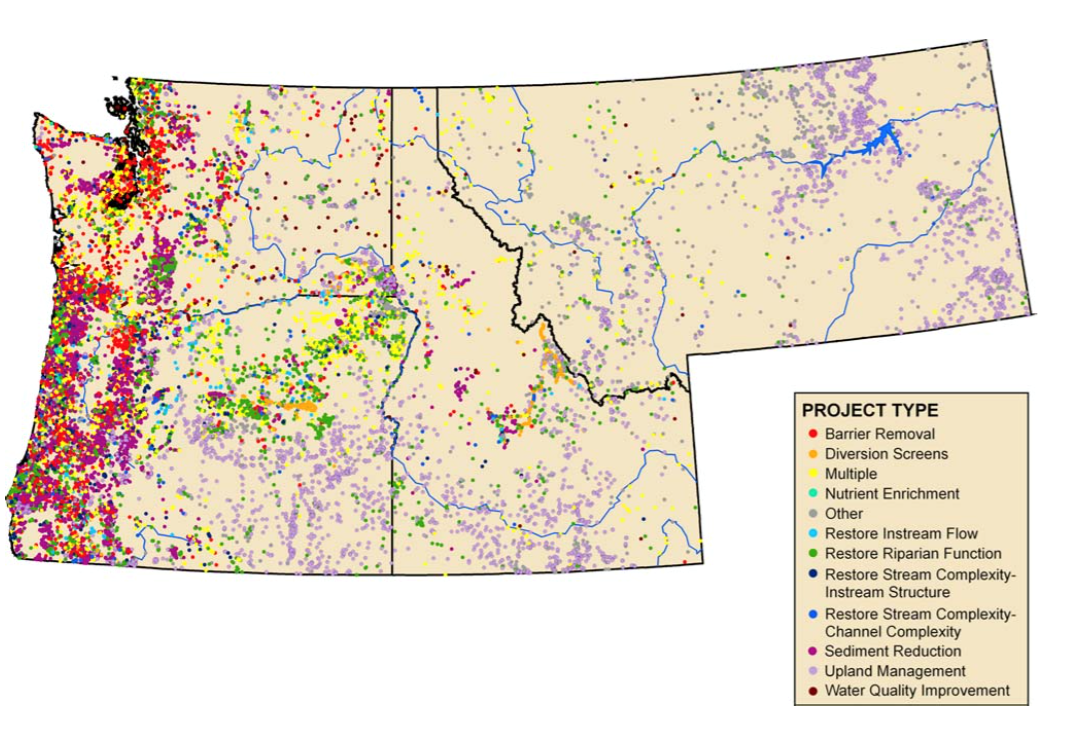 PROJECT TYPE
Barrier Removal
Diversion Screens
Multiple
Nutrient Enrichment
Other
Restore Instream Flow
Restore Riparian Function
Restore Stream Complexity-
Instream Structure
Restore Stream Complexity-
Channel Complexity
Sediment Reduction
Upland Management
Water Quality Improvement